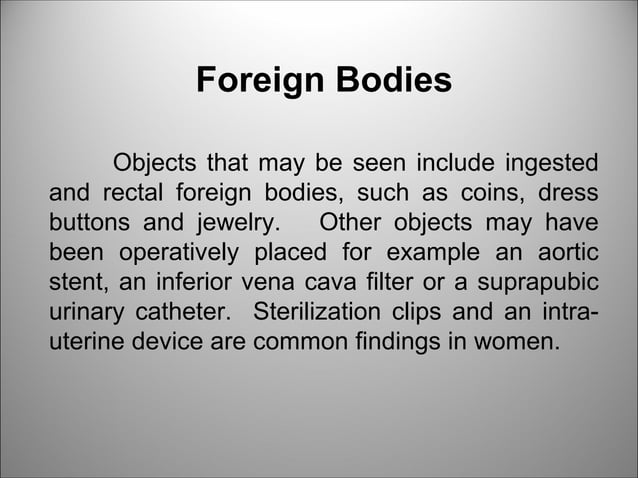 Foreign Bodies
Objects that may be seen include ingested
and rectal foreign bodies, such as coins, dress
buttons and jewelry. Other objects may have
been operatively placed for example an aortic
stent, an inferior vena cava filter or a suprapubic
urinary catheter. Sterilization clips and an intra-
uterine device are common findings in women.